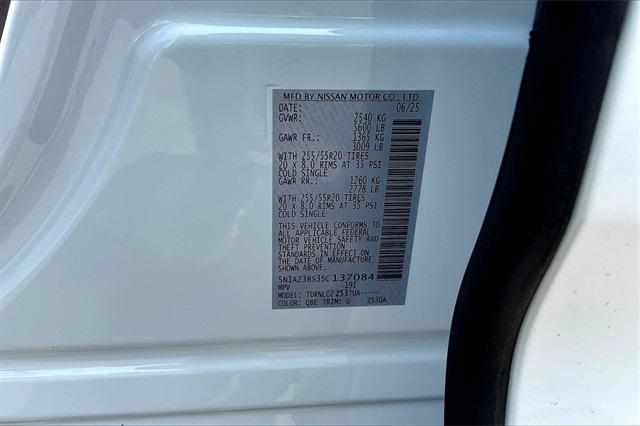 MFD BY NISSAN MOTOR CO., LTD.
DATE: 06/25
GVWR: 2540 KG
5600 LB
GAWR FR.: 1365 KG
3009 LB
WITH 255/55R20 TIRES
20 X 8.0 RIMS AT 35 PSI
COLD SINGLE
GAWR RR.: 1260 KG
2778 LB
WITH 255/55R20 TIRES
20 X 8.0 RIMS AT 35 PSI
COLD SINGLE
THIS VEHICLE CONFORMS TO
ALL APPLICABLE FEDERAL
MOTOR VEHICLE SAFETY AND
THEFT PREVENTION
STANDARDS IN EFFECT ON
THE DATE OF MANUFACTURE
SHOWN ABOVE.
5N1AZ3BS3SC137084
MPV 191
MODEL: TDRNLCZ Z53TUA-----
COLOR: QBE TRIM: G Z53DA